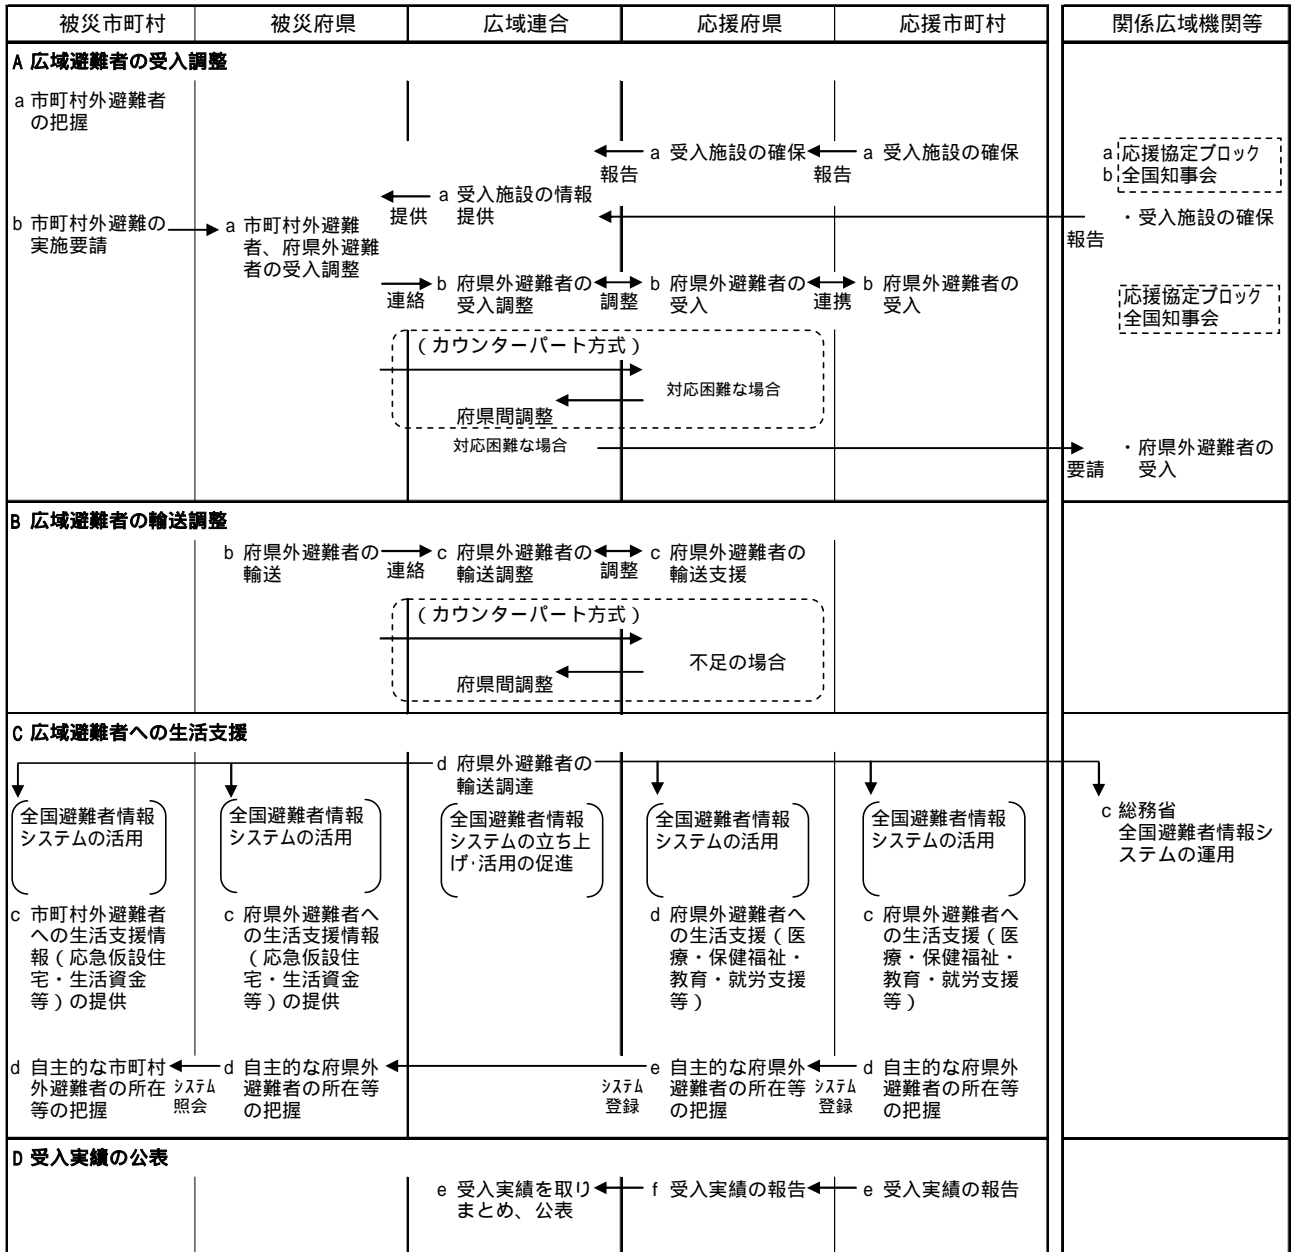 被災市町村
被災府県
広域連合
応援府県
応援市町村
関係広域機関等
A 広域避難者の受入調整
a 市町村外避難者
の把握
a 受入施設の確保
報告
a 受入施設の確保
報告
a 応援協定ブロック
b 全国知事会
a 受入施設の情報
提供
提供
b 市町村外避難の
実施要請
a 市町村外避難
者、府県外避難
者の受入調整
・受入施設の確保
報告
連絡
b 府県外避難者の
受入調整
調整
b 府県外避難者の
受入
連携
b 府県外避難者の
受入
応援協定ブロック
全国知事会
(カウンターパート方式)
対応困難な場合
府県間調整
対応困難な場合
要請
・府県外避難者の
受入
B 広域避難者の輸送調整
b 府県外避難者の
輸送
連絡
c 府県外避難者の
輸送調整
調整
c 府県外避難者の
輸送支援
(カウンターパート方式)
不足の場合
府県間調整
C 広域避難者への生活支援
d 府県外避難者の
輸送調達
全国避難者情報
システムの活用
全国避難者情報
システムの活用
全国避難者情報
システムの立ち上
げ・活用の促進
全国避難者情報
システムの活用
全国避難者情報
システムの活用
c 総務省
全国避難者情報シ
ステムの運用
c 市町村外避難者
への生活支援情
報(応急仮設住
宅・生活資金
等)の提供
c 府県外避難者へ
の生活支援情報
(応急仮設住
宅・生活資金
等)の提供
d 府県外避難者へ
の生活支援(医
療・保健福祉・
教育・就労支援
等)
c 府県外避難者へ
の生活支援(医
療・保健福祉・
教育・就労支援
等)
d 自主的な市町村
外避難者の所在
等の把握
システム
照会
d 自主的な府県外
避難者の所在等
の把握
システム
登録
e 自主的な府県外
避難者の所在等
の把握
システム
登録
d 自主的な府県外
避難者の所在等
の把握
D 受入実績の公表
e 受入実績を取り
まとめ、公表
f 受入実績の報告
e 受入実績の報告